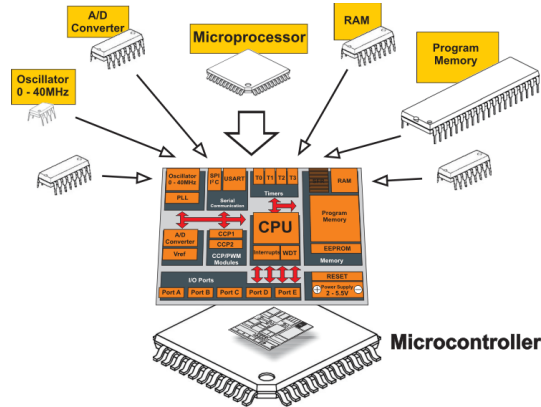 A/D
Converter
Microprocessor
RAM
Program
Memory
Oscillator
0 - 40MHz
Oscillator
0 - 40MHz
PLL
SPI
I²C
USART
Serial
Communication
T0 T1 T2 T3
Timers
RAM
Program
Memory
EEPROM
Memory
A/D
Converter
Vref
CCP1
CCP2
CCP/PWM
Modules
CPU
Interrupts
WDT
I/O Ports
Port A
Port B
Port C
Port D
Port E
RESET
Power Supply
2 - 5.5V
Microcontroller